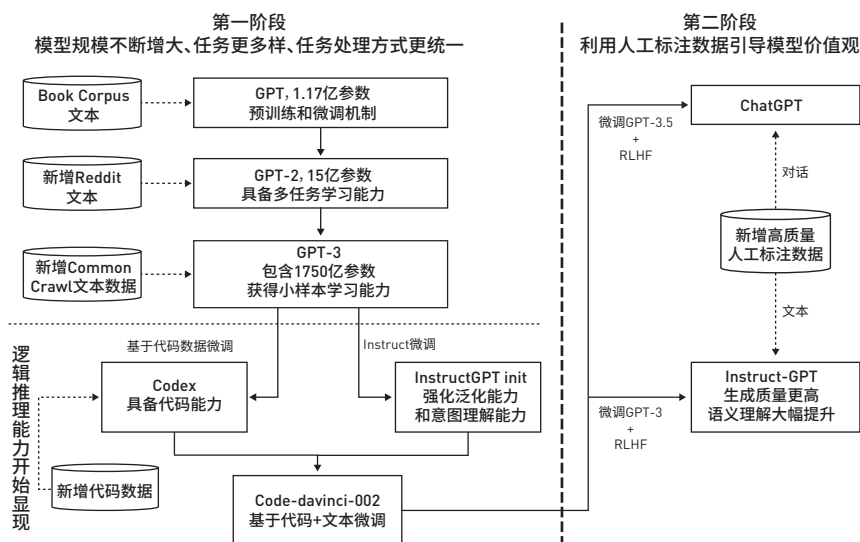 第一阶段
模型规模不断增大、任务更多样、任务处理方式更统一
Book Corpus
文本
GPT, 1.17亿参数
预训练和微调机制
新增Reddit
文本
GPT-2, 15亿参数
具备多任务学习能力
新增Common
Crawl文本数据
GPT-3
包含1750亿参数
获得小样本学习能力
逻辑推理能力开始显现
基于代码数据微调
Instruct微调
Codex
具备代码能力
InstructGPT init
强化泛化能力
和意图理解能力
新增代码数据
Code-davinci-002
基于代码+文本微调
第二阶段
利用人工标注数据引导模型价值观
微调GPT-3.5
+
RLHF
ChatGPT
对话
新增高质量
人工标注数据
文本
微调GPT-3
+
RLHF
Instruct-GPT
生成质量更高
语义理解大幅提升